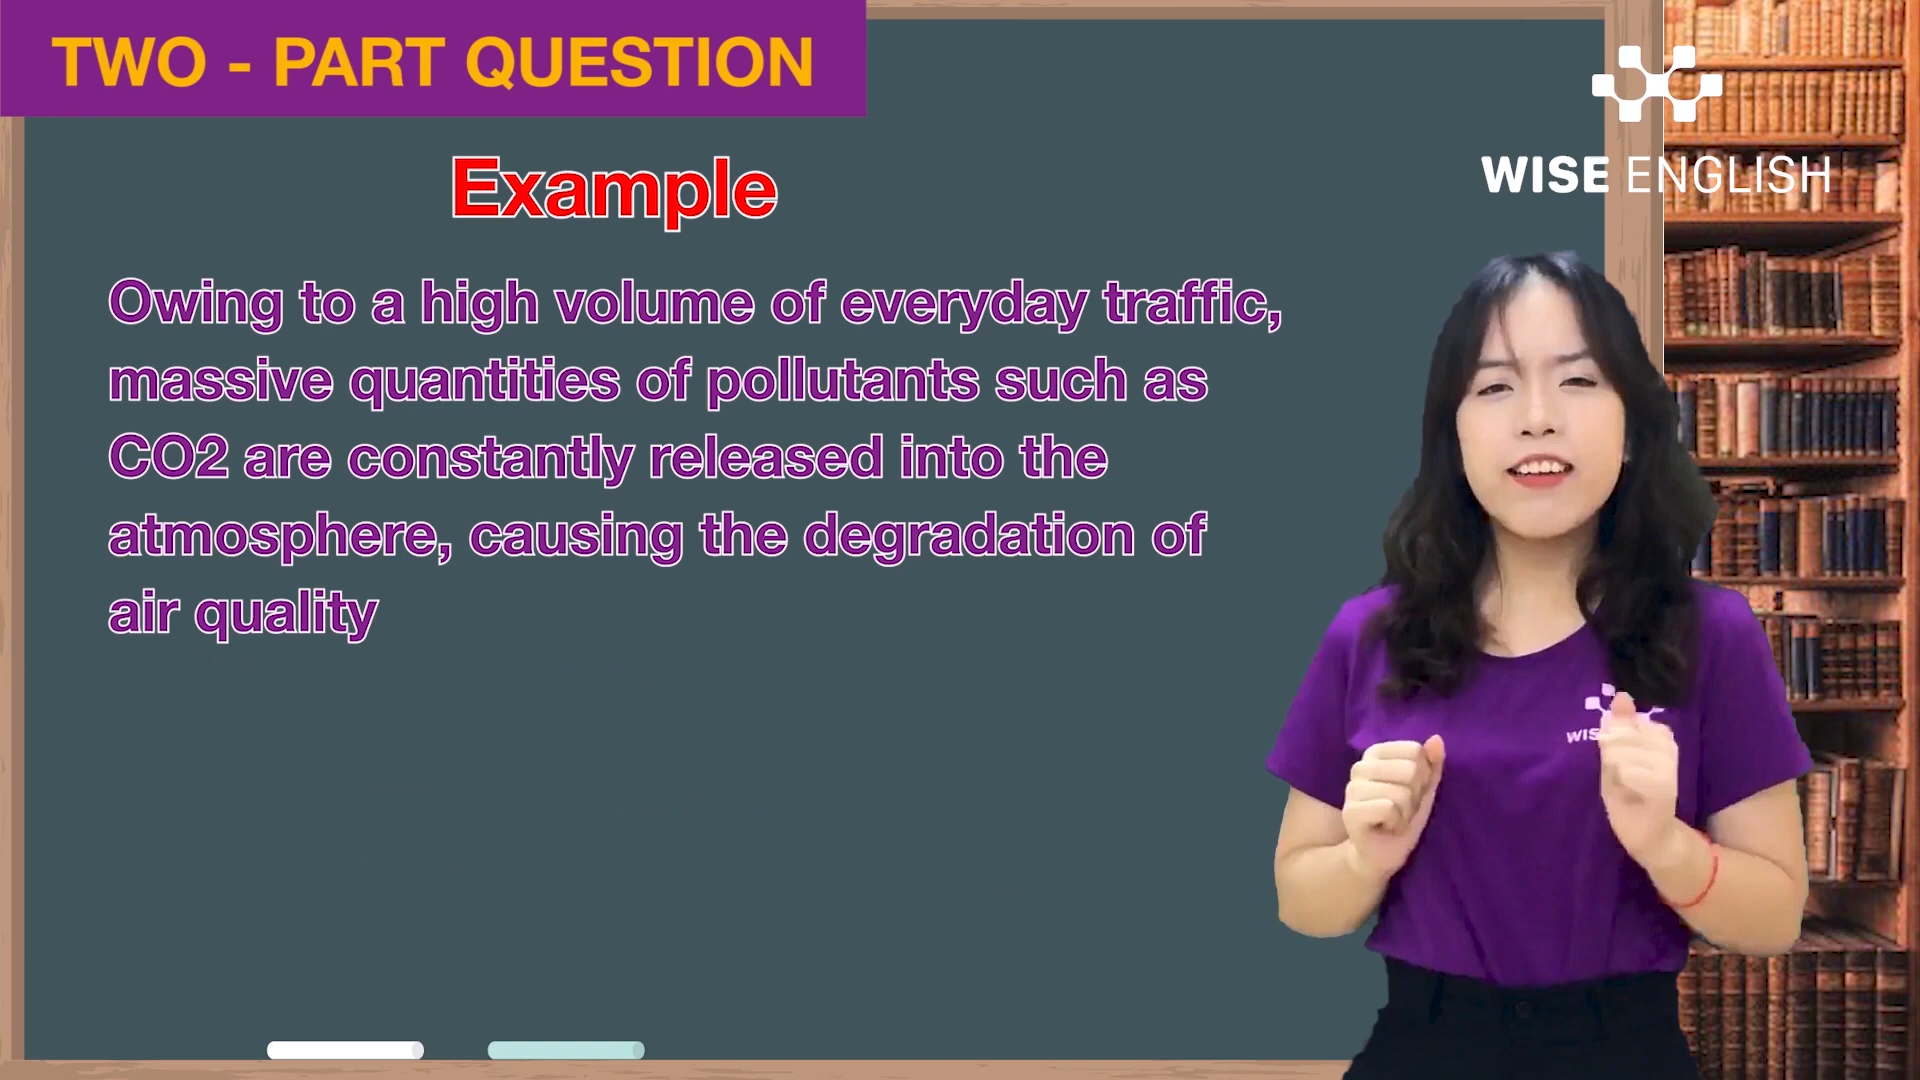 TWO - PART QUESTION
WISE ENGLISH
Example
Owing to a high volume of everyday traffic,
massive quantities of pollutants such as
CO2 are constantly released into the
atmosphere, causing the degradation of
air quality
WIS